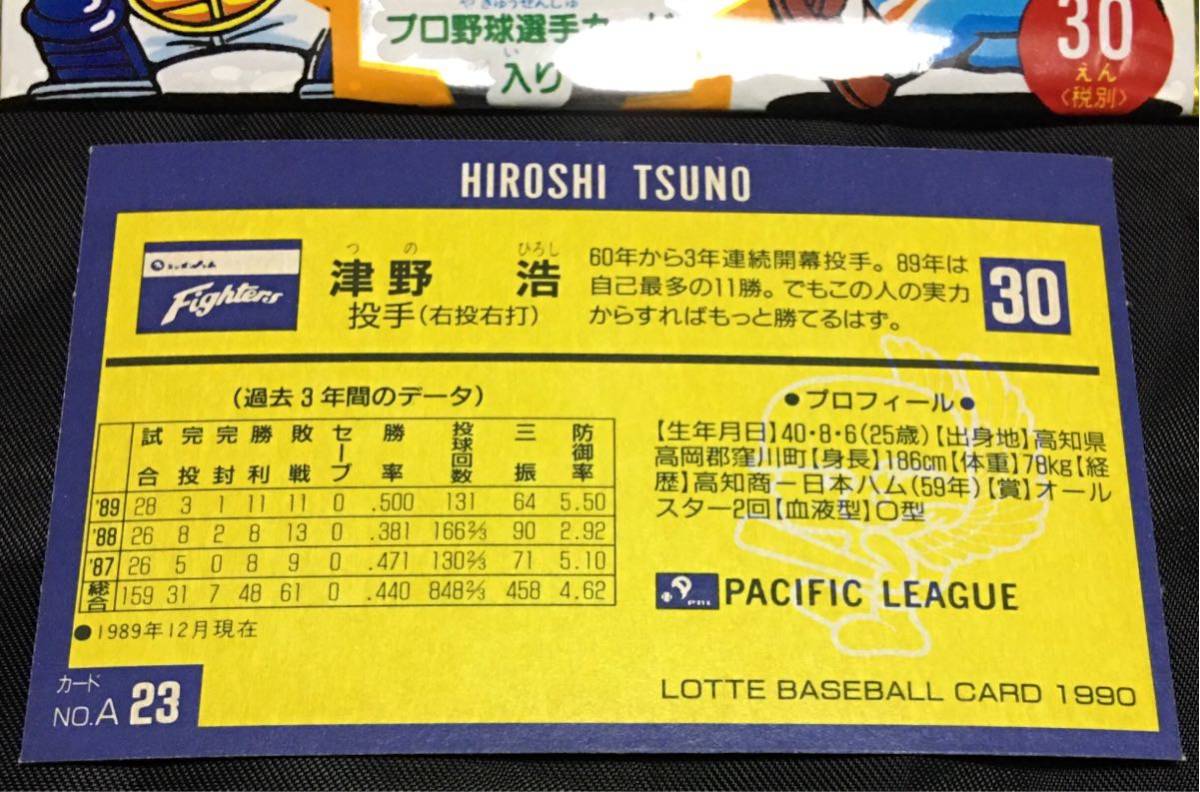 やきゅうせんしゅ
プロ野球選手カード
い
入り
30
えん
〈税別〉
HIROSHI TSUNO
Fighters
つ の ひろし
津野 浩
投手(右投右打)
60年から3年連続開幕投手。89年は
自己最多の11勝。でもこの人の実力
からすればもっと勝てるはず。
30
(過去3年間のデータ)
試合 完投 完封 勝利 敗戦 セーブ 勝率 投球回数 三振 防御率
'89 28 3 1 11 11 0 .500 131 64 5.50
'88 26 8 2 8 13 0 .381 166⅔ 90 2.92
'87 26 5 0 8 9 0 .471 130⅔ 71 5.10
総合 159 31 7 48 61 0 .440 848⅔ 458 4.62
●1989年12月現在
●プロフィール●
【生年月日】40・8・6(25歳)【出身地】高知県
高岡郡窪川町【身長】186cm【体重】78kg【経
歴】高知商ー日本ハム(59年)【賞】オール
スター2回【血液型】O型
PACIFIC LEAGUE
カード
NO.A 23
LOTTE BASEBALL CARD 1990